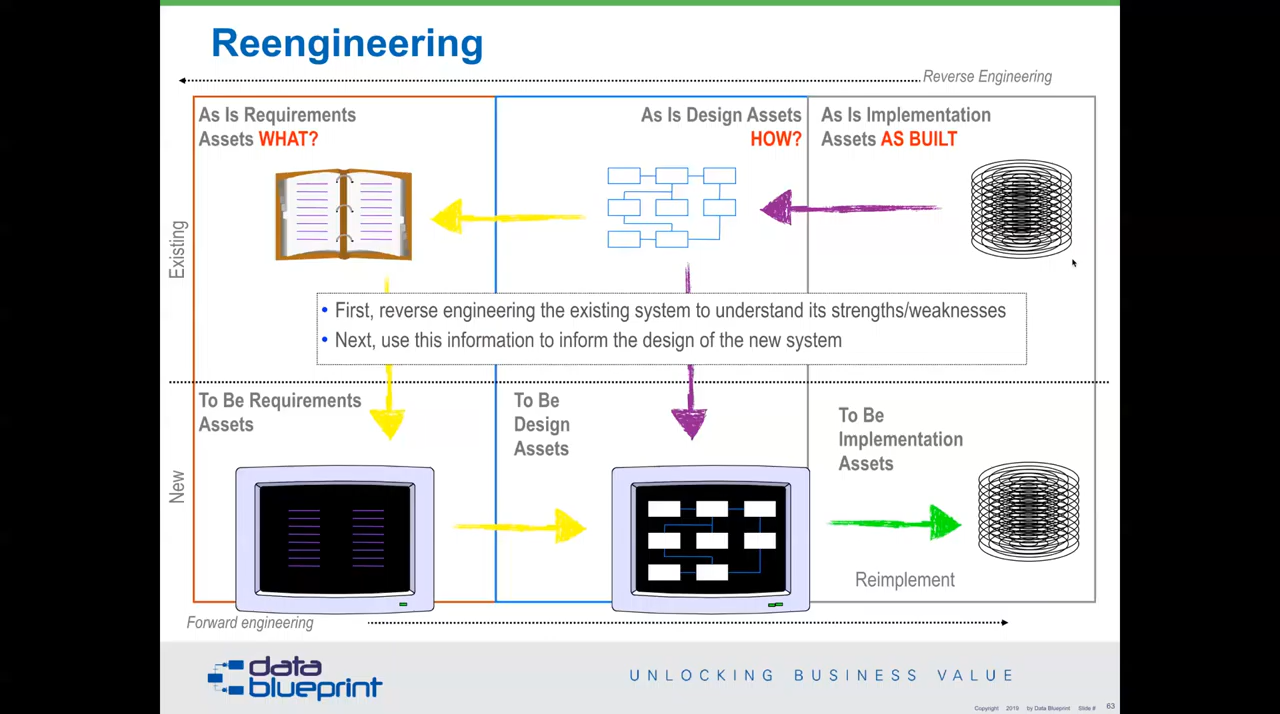 Reengineering
Reverse Engineering
As Is Requirements
Assets WHAT?
As Is Design Assets
HOW?
As Is Implementation
Assets AS BUILT
Existing
• First, reverse engineering the existing system to understand its strengths/weaknesses
• Next, use this information to inform the design of the new system
To Be Requirements
Assets
To Be
Design
Assets
To Be
Implementation
Assets
New
Reimplement
Forward engineering
data
blueprint
UNLOCKING BUSINESS VALUE
Copyright 2019 by Data Blueprint Slide # 63